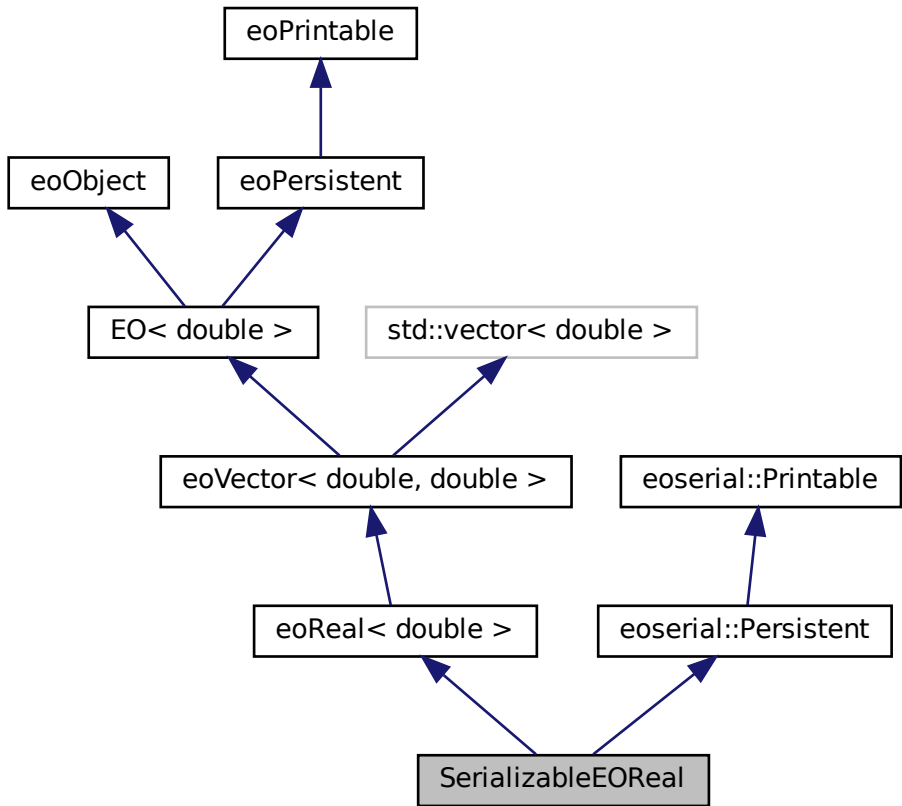 eoPrintable
eoObject
eoPersistent
EO< double >
std::vector< double >
eoVector< double, double >
eoserial::Printable
eoReal< double >
eoserial::Persistent
SerializableEOReal